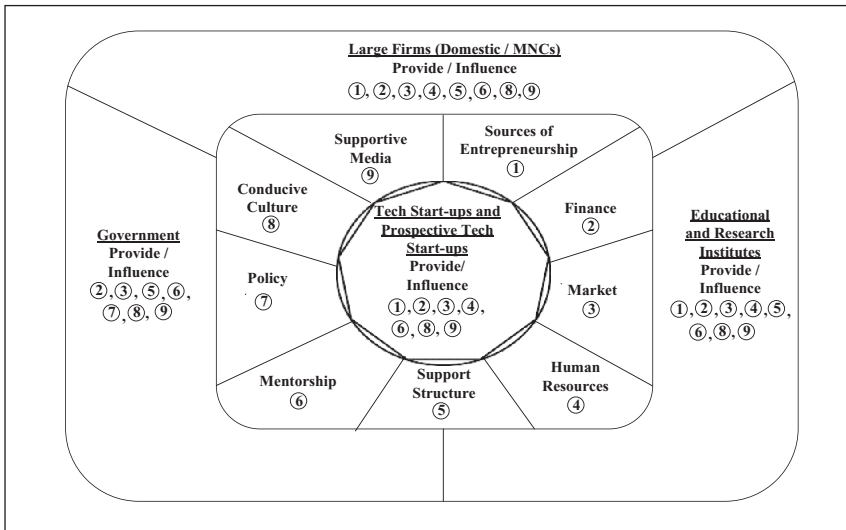 Large Firms (Domestic / MNCs)
Provide / Influence
①, ②, ③, ④, ⑤, ⑥, ⑧, ⑨
Supportive
Media
⑨
Sources of
Entrepreneurship
①
Conducive
Culture
⑧
Finance
②
Tech Start-ups and
Prospective Tech
Start-ups
Provide/
Influence
①, ②, ③, ④,
⑥, ⑧, ⑨
Government
Provide /
Influence
②, ③, ⑤, ⑥,
⑦, ⑧, ⑨
Educational
and Research
Institutes
Provide /
Influence
①, ②, ③, ④, ⑤,
⑥, ⑧, ⑨
Policy
⑦
Market
③
Mentorship
⑥
Support
Structure
⑤
Human
Resources
④